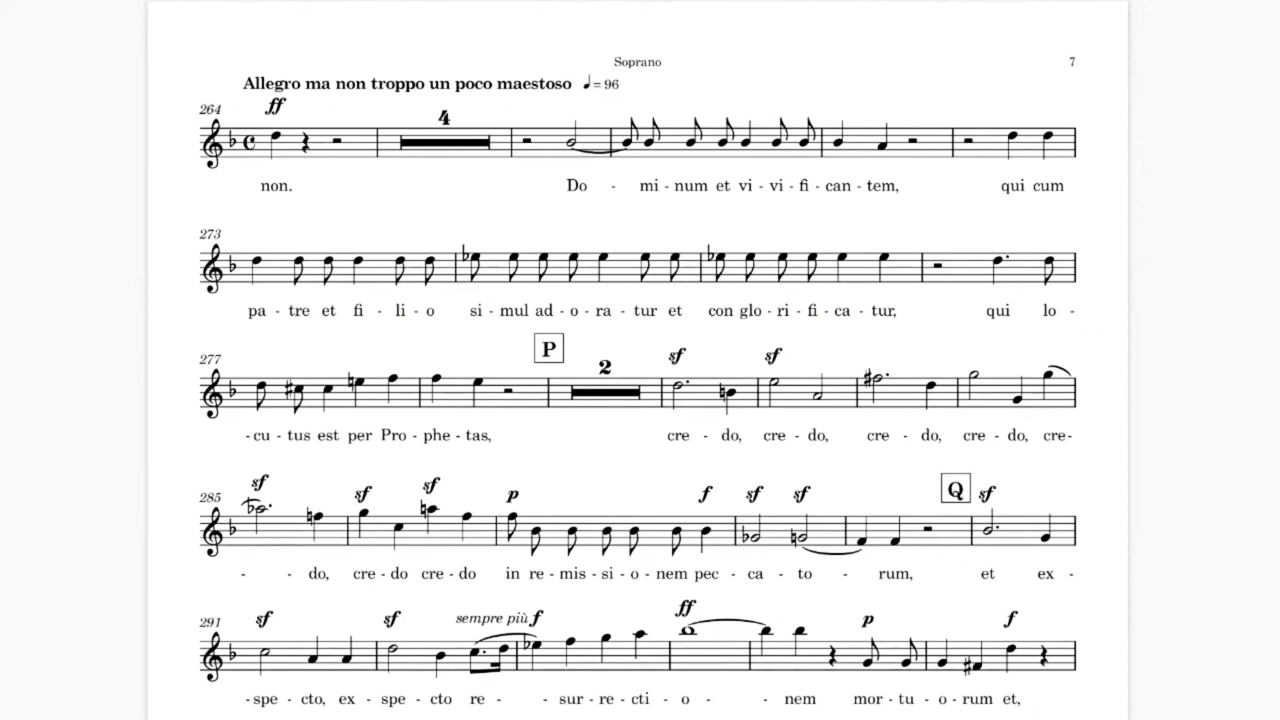 Soprano 7
Allegro ma non troppo un poco maestoso ♩= 96
264 ff 4
non. Do - mi - num et vi - vi - fi - can - tem, qui cum
273
pa - tre et fi - li - o si - mul ad - o - ra - tur et con glo - ri - fi - ca - tur, qui lo -
P
277 2 sf sf
- cu - tus est per Pro - phe - tas, cre - do, cre - do, cre - do, cre - do, cre -
Q
285 sf sf sf p f sf sf sf
- - do, cre - do cre - do in re - mis - si - o - nem pec - ca - to - rum, et ex -
291 sf sf sempre più f ff p f
- spe - cto, ex - spe - cto re - - sur - re - cti - o - - nem mor - tu - o - rum et,